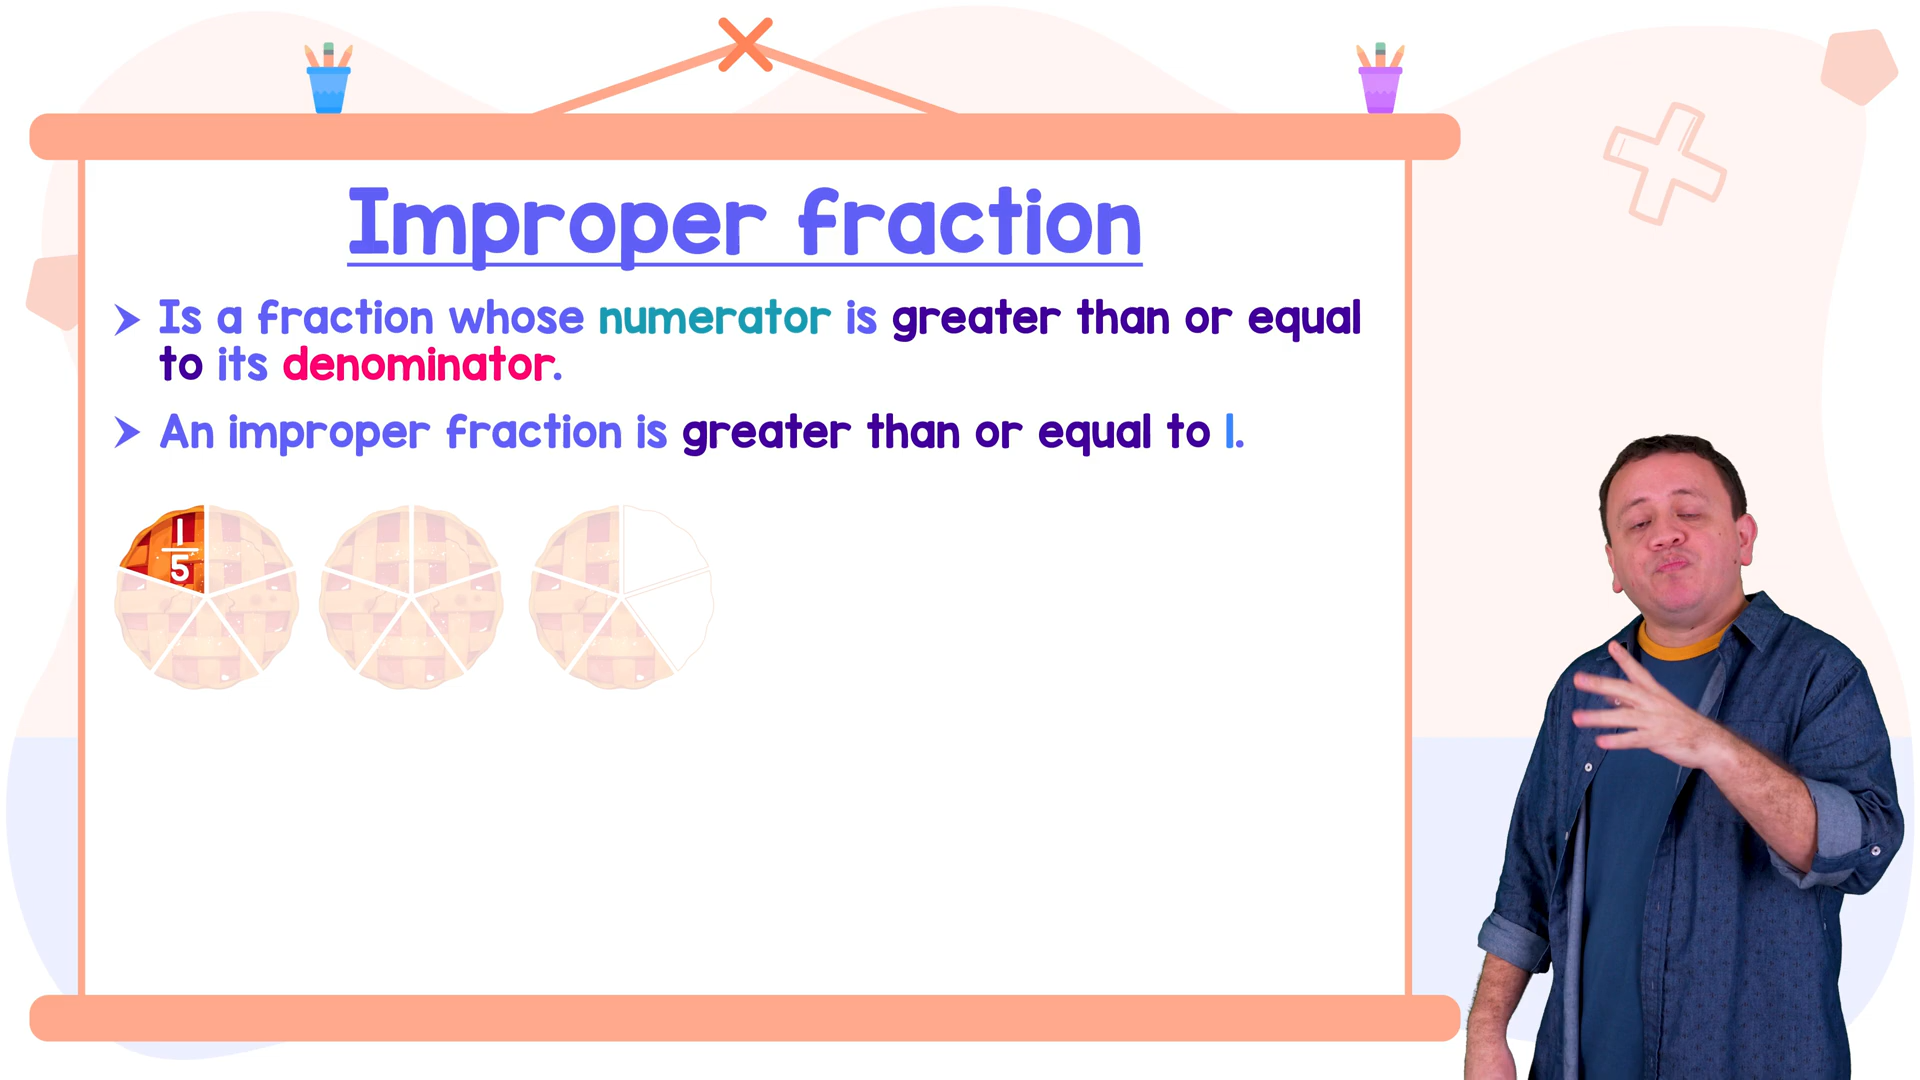 Improper fraction
➤ Is a fraction whose numerator is greater than or equal
to its denominator.
➤ An improper fraction is greater than or equal to 1.
1
5